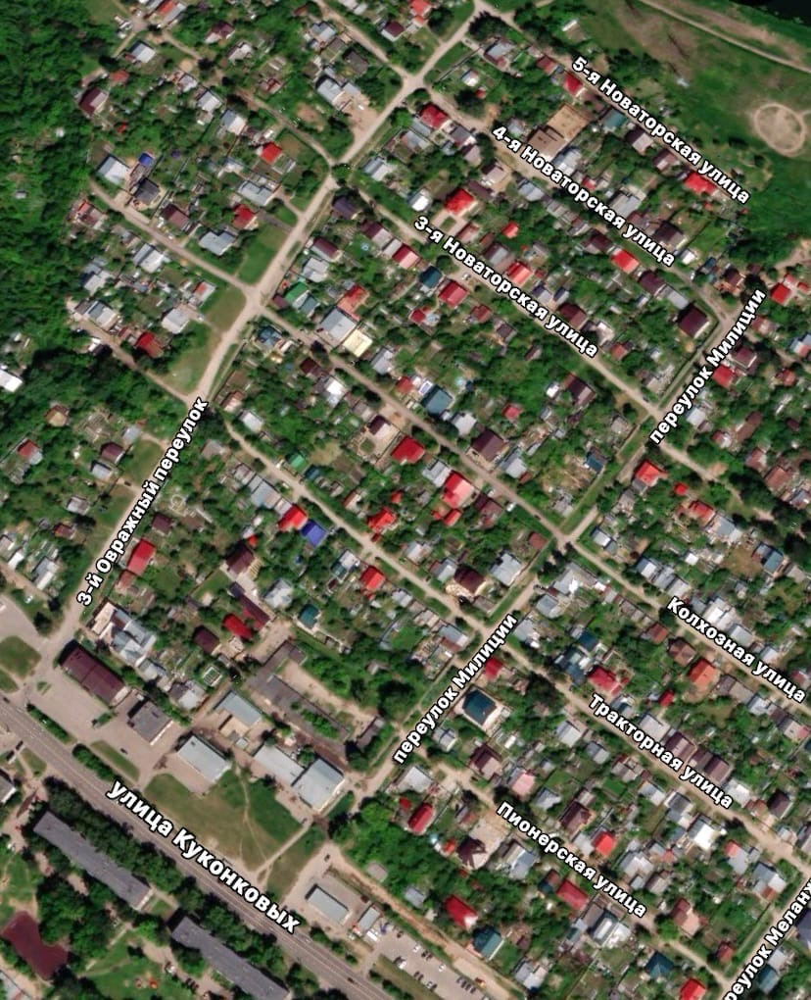 5-я Новаторская улица
4-я Новаторская улица
3-я Новаторская улица
переулок Милиции
3-й Овражный переулок
Колхозная улица
переулок Милиции
Тракторная улица
улица Куконковых
Пионерская улица